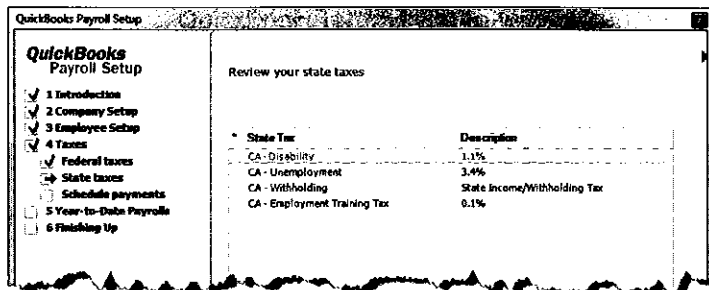 QuickBooks Payroll Setup
QuickBooks
Payroll Setup
1 Introduction
2 Company Setup
3 Employee Setup
4 Taxes
Federal taxes
State taxes
Schedule payments
5 Year-to-Date Payrolls
6 Finishing Up
Review your state taxes
State Tax Description
CA - Disability 1.1%
CA - Unemployment 3.4%
CA - Withholding State Income/Withholding Tax
CA - Employment Training Tax 0.1%